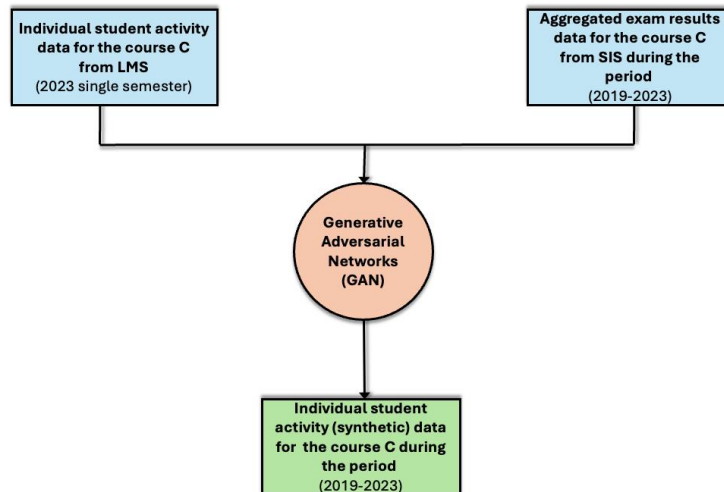 Individual student activity
data for the course C
from LMS
(2023 single semester)
Aggregated exam results
data for the course C
from SIS during the
period
(2019-2023)
Generative
Adversarial
Networks
(GAN)
Individual student
activity (synthetic) data
for the course C during
the period
(2019-2023)